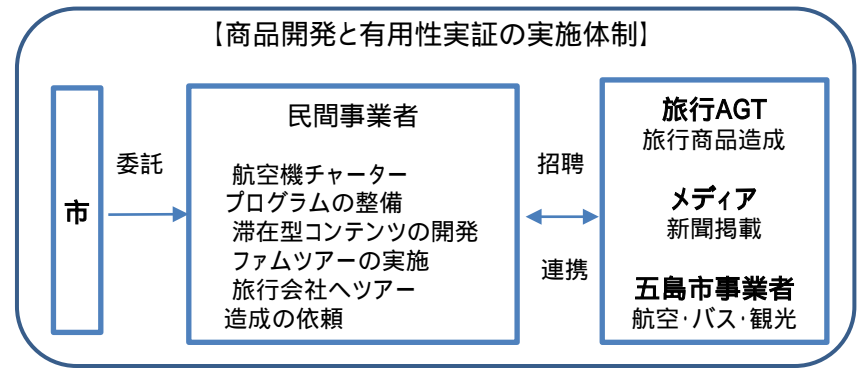 【商品開発と有用性実証の実施体制】
市
委託
民間事業者
航空機チャーター
プログラムの整備
滞在型コンテンツの開発
ファムツアーの実施
旅行会社へツアー
造成の依頼
招聘
連携
旅行AGT
旅行商品造成
メディア
新聞掲載
五島市事業者
航空・バス・観光